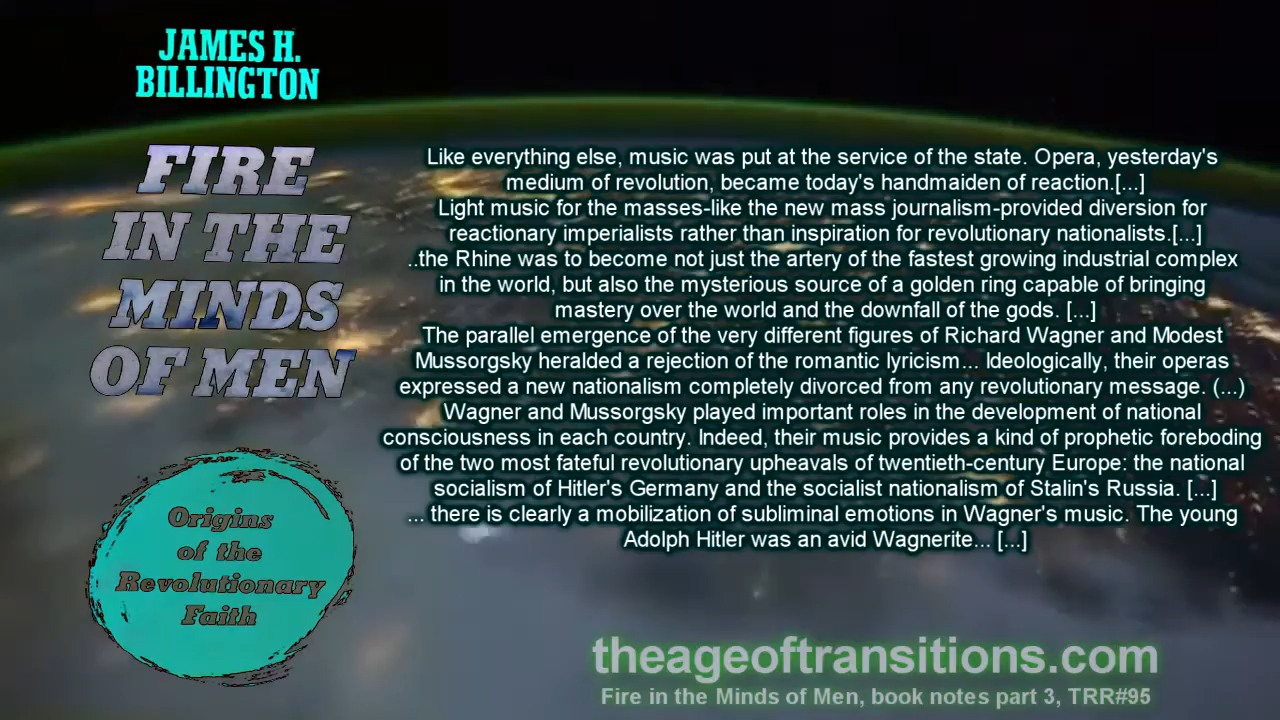 JAMES H.
BILLINGTON
FIRE
IN THE
MINDS
OF MEN
Origins
of the
Revolutionary
Faith
Like everything else, music was put at the service of the state. Opera, yesterday's
medium of revolution, became today's handmaiden of reaction.[...]
Light music for the masses-like the new mass journalism-provided diversion for
reactionary imperialists rather than inspiration for revolutionary nationalists.[...]
..the Rhine was to become not just the artery of the fastest growing industrial complex
in the world, but also the mysterious source of a golden ring capable of bringing
mastery over the world and the downfall of the gods. [...]
The parallel emergence of the very different figures of Richard Wagner and Modest
Mussorgsky heralded a rejection of the romantic lyricism... Ideologically, their operas
expressed a new nationalism completely divorced from any revolutionary message. (...)
Wagner and Mussorgsky played important roles in the development of national
consciousness in each country. Indeed, their music provides a kind of prophetic foreboding
of the two most fateful revolutionary upheavals of twentieth-century Europe: the national
socialism of Hitler's Germany and the socialist nationalism of Stalin's Russia. [...]
... there is clearly a mobilization of subliminal emotions in Wagner's music. The young
Adolph Hitler was an avid Wagnerite... [...]
theageoftransitions.com
Fire in the Minds of Men, book notes part 3, TRR#95